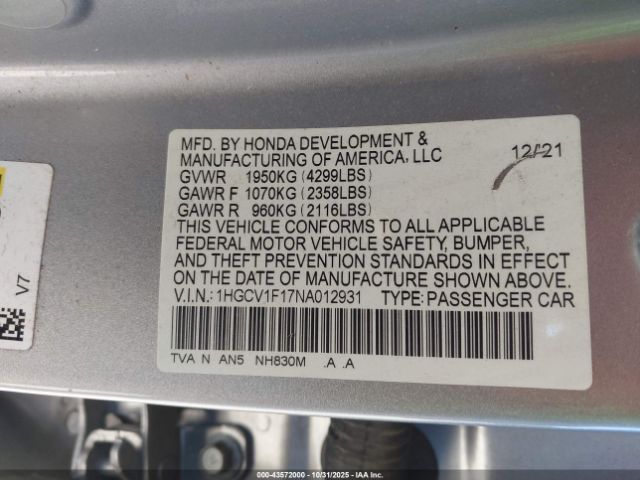 MFD. BY HONDA DEVELOPMENT &
MANUFACTURING OF AMERICA, LLC 12/21
GVWR 1950KG (4299LBS)
GAWR F 1070KG (2358LBS)
GAWR R 960KG (2116LBS)
THIS VEHICLE CONFORMS TO ALL APPLICABLE
FEDERAL MOTOR VEHICLE SAFETY, BUMPER,
AND THEFT PREVENTION STANDARDS IN EFFECT
ON THE DATE OF MANUFACTURE SHOWN ABOVE.
V.I.N.: 1HGCV1F17NA012931 TYPE: PASSENGER CAR
TVA N AN5 NH830M .A .A
V7
000-43572000 - 10/31/2025 - IAA Inc.